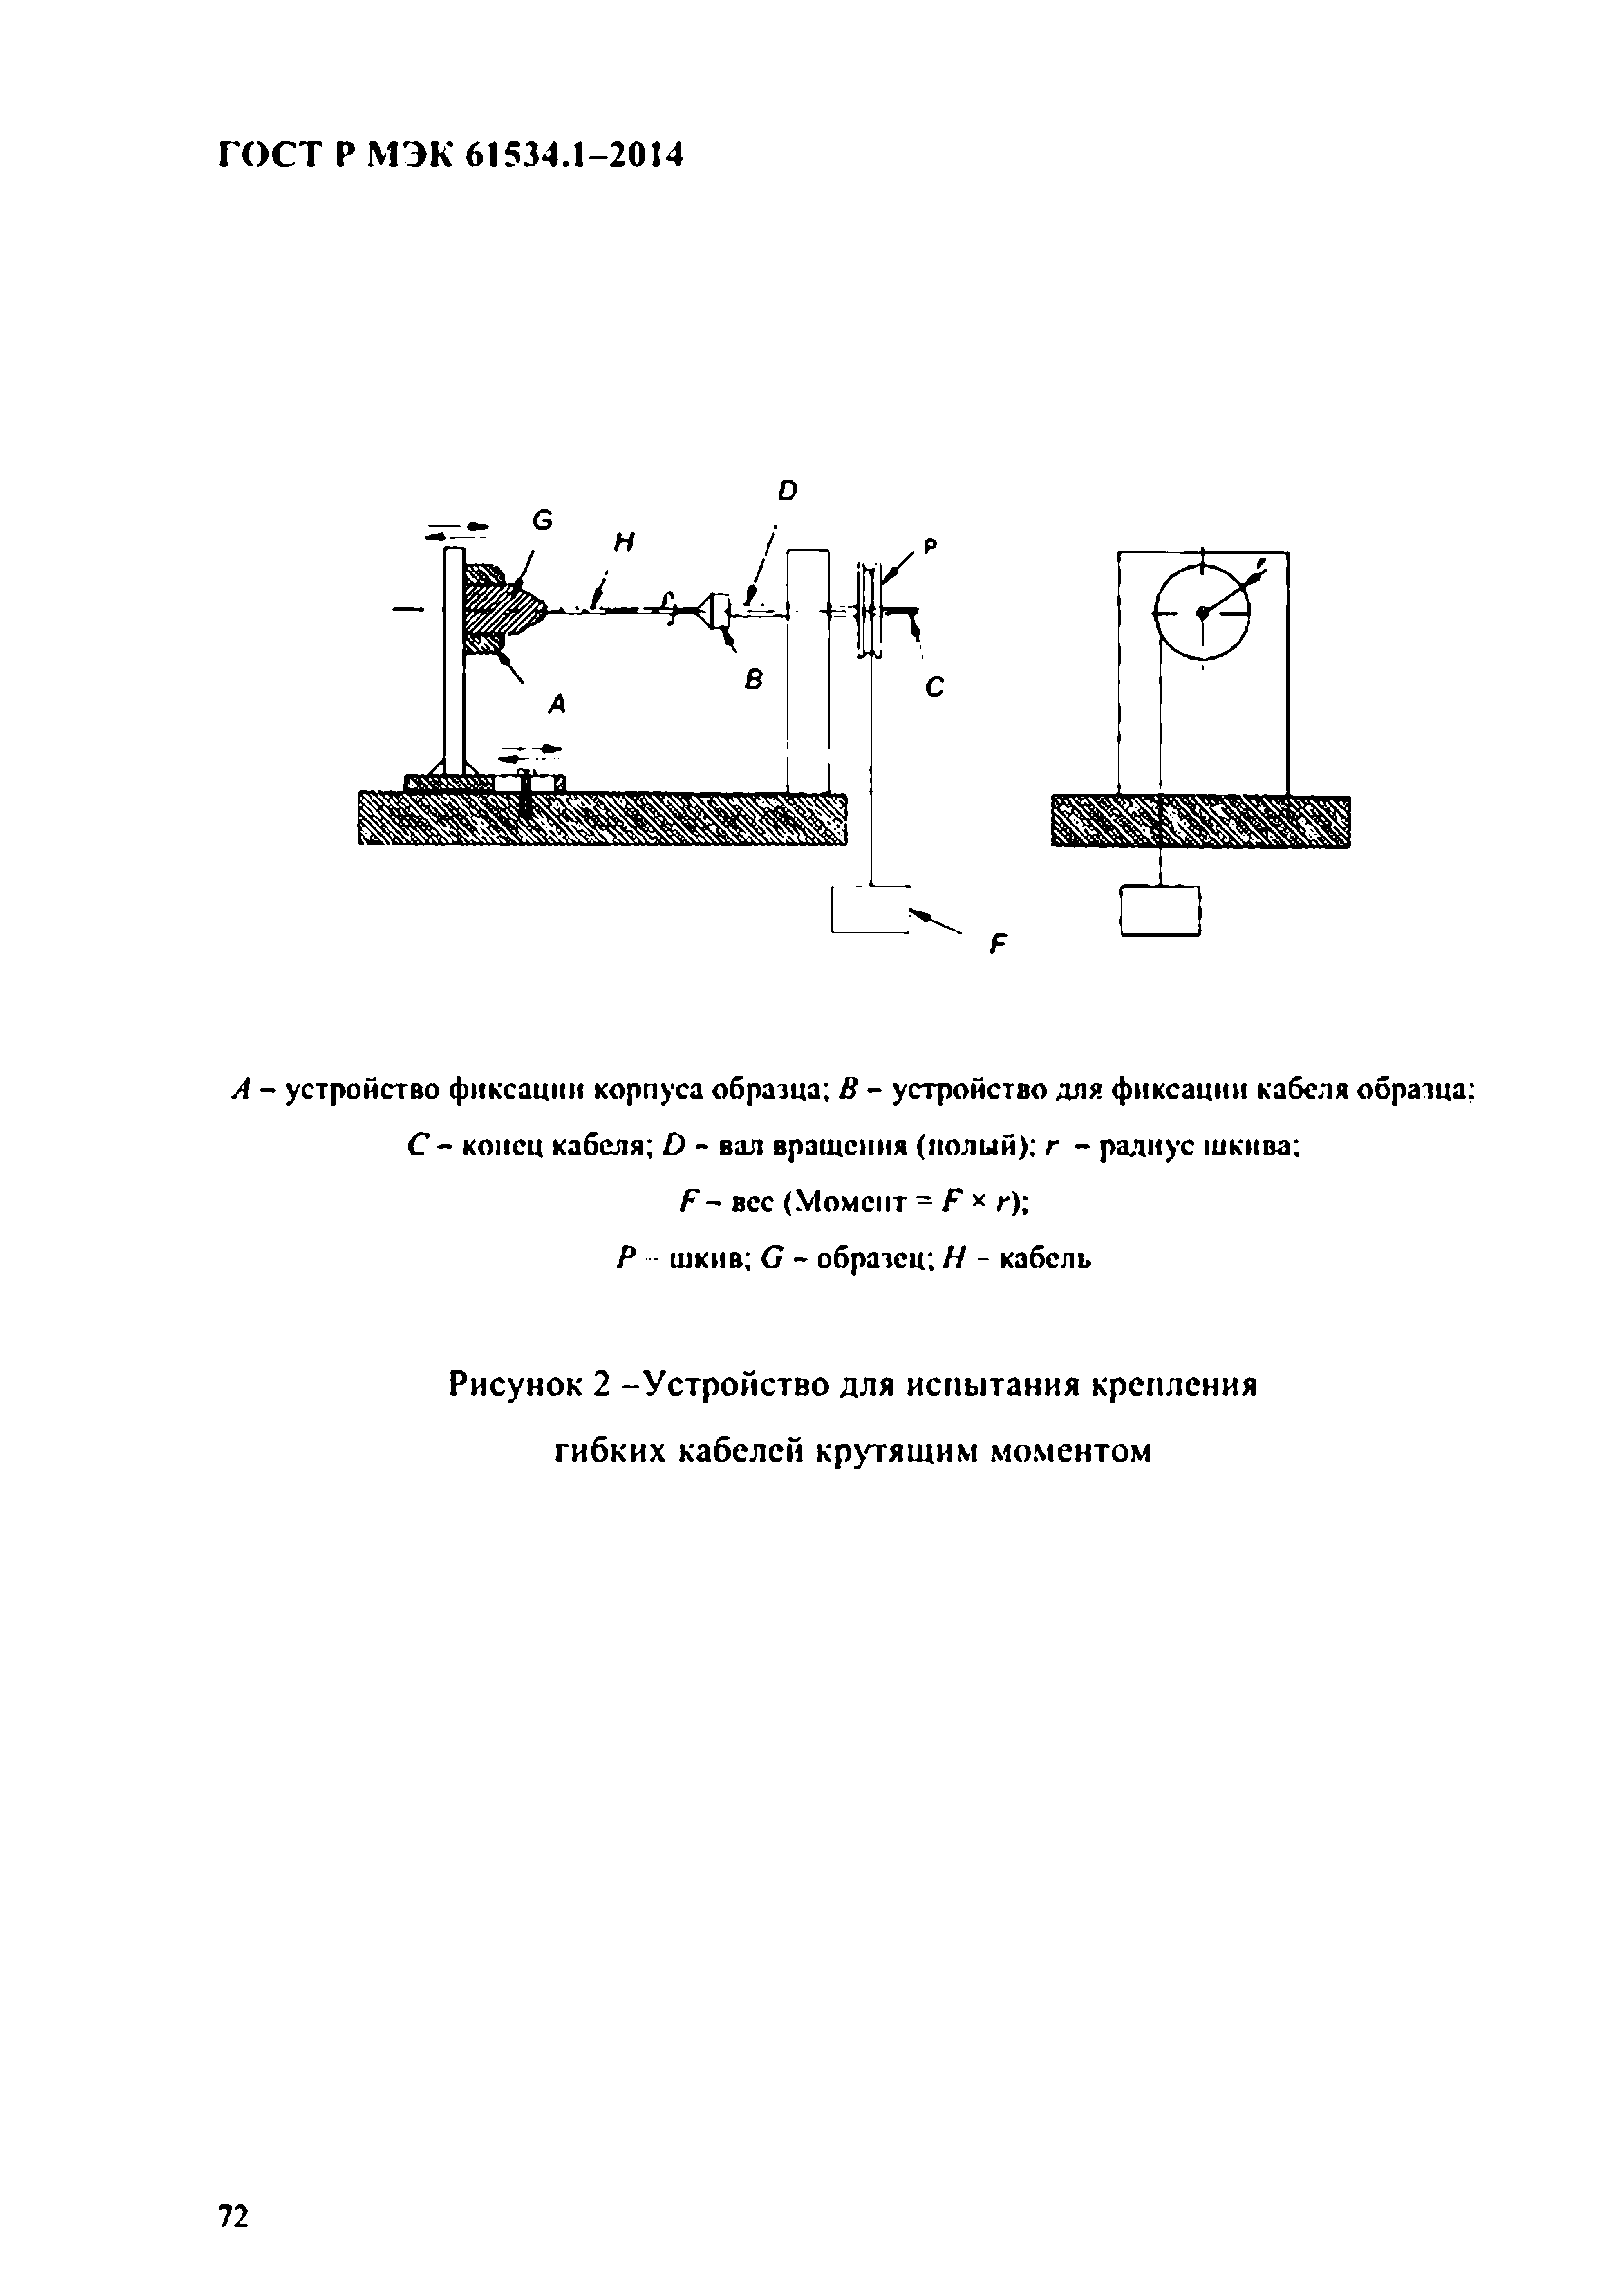 ГОСТ Р МЭК 61534.1–2014
D
G
H
P
B
C
A
r
F
A – устройство фиксации корпуса образца; B – устройство для фиксации кабеля образца;
C – конец кабеля; D – вал вращения (полый); r – радиус шкива;
F – вес (Момент = F × r);
P – шкив; G – образец; H – кабель
Рисунок 2 –Устройство для испытания крепления
гибких кабелей крутящим моментом
72